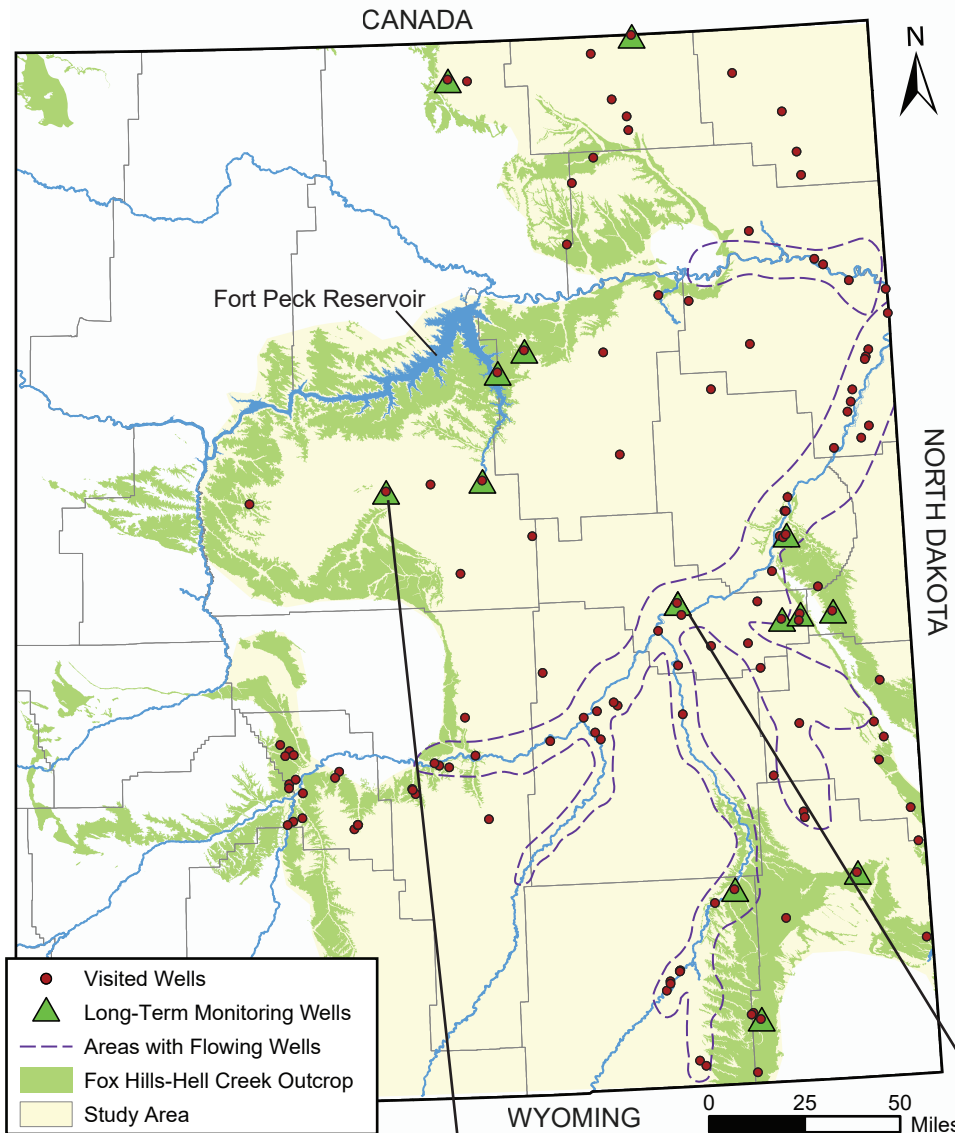 CANADA
N
Fort Peck Reservoir
NORTH DAKOTA
Visited Wells
Long-Term Monitoring Wells
Areas with Flowing Wells
Fox Hills-Hell Creek Outcrop
Study Area
WYOMING
0 25 50
Miles